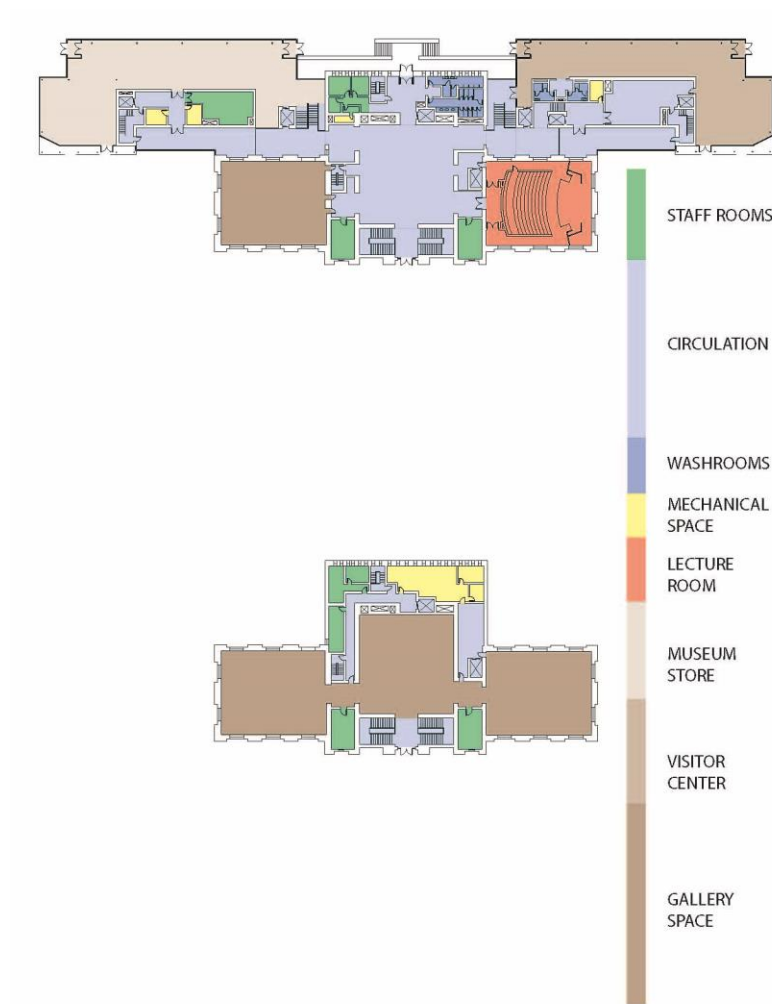 STAFF ROOMS
CIRCULATION
WASHROOMS
MECHANICAL
SPACE
LECTURE
ROOM
MUSEUM
STORE
VISITOR
CENTER
GALLERY
SPACE